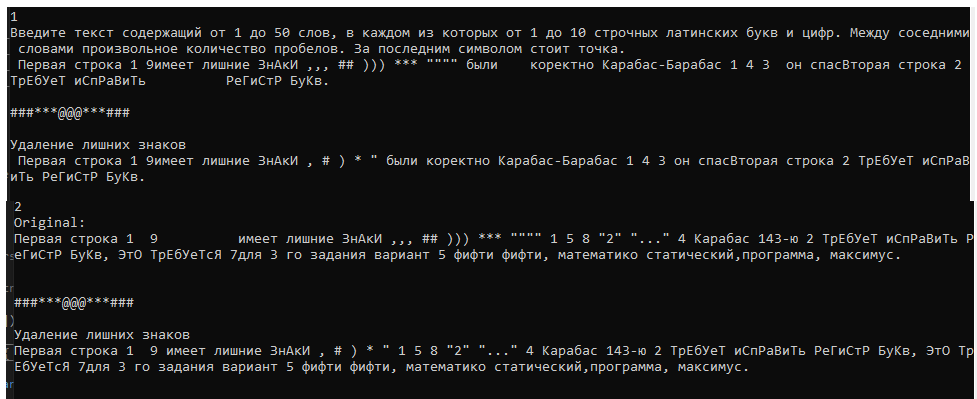 1
Введите текст содержащий от 1 до 50 слов, в каждом из которых от 1 до 10 строчных латинских букв и цифр. Между соседними
 словами произвольное количество пробелов. За последним символом стоит точка.
 Первая строка 1 9имеет лишние ЗнАкИ ,,, ## ))) *** """" были    коректно Карабас-Барабас 1 4 3  он спасВторая строка 2
ТрЕбУеТ иСпРаВиТь          РеГиСтР БуКв.
###***@@@***###
Удаление лишних знаков
 Первая строка 1 9имеет лишние ЗнАкИ , # ) * " были коректно Карабас-Барабас 1 4 3 он спасВторая строка 2 ТрЕбУеТ иСпРаВ
иТь РеГиСтР БуКв.
2
Original:
Первая строка 1  9          имеет лишние ЗнАкИ ,,, ## ))) *** """" 1 5 8 "2" "..." 4 Карабас 143-ю 2 ТрЕбУеТ иСпРаВиТь Р
еГиСтР БуКв, ЭтО ТрЕбУеТсЯ 7для 3 го задания вариант 5 фифти фифти, математико статический,программа, максимус.
###***@@@***###
Удаление лишних знаков
Первая строка 1  9 имеет лишние ЗнАкИ , # ) * " 1 5 8 "2" "..." 4 Карабас 143-ю 2 ТрЕбУеТ иСпРаВиТь РеГиСтР БуКв, ЭтО Тр
ЕбУеТсЯ 7для 3 го задания вариант 5 фифти фифти, математико статический,программа, максимус.